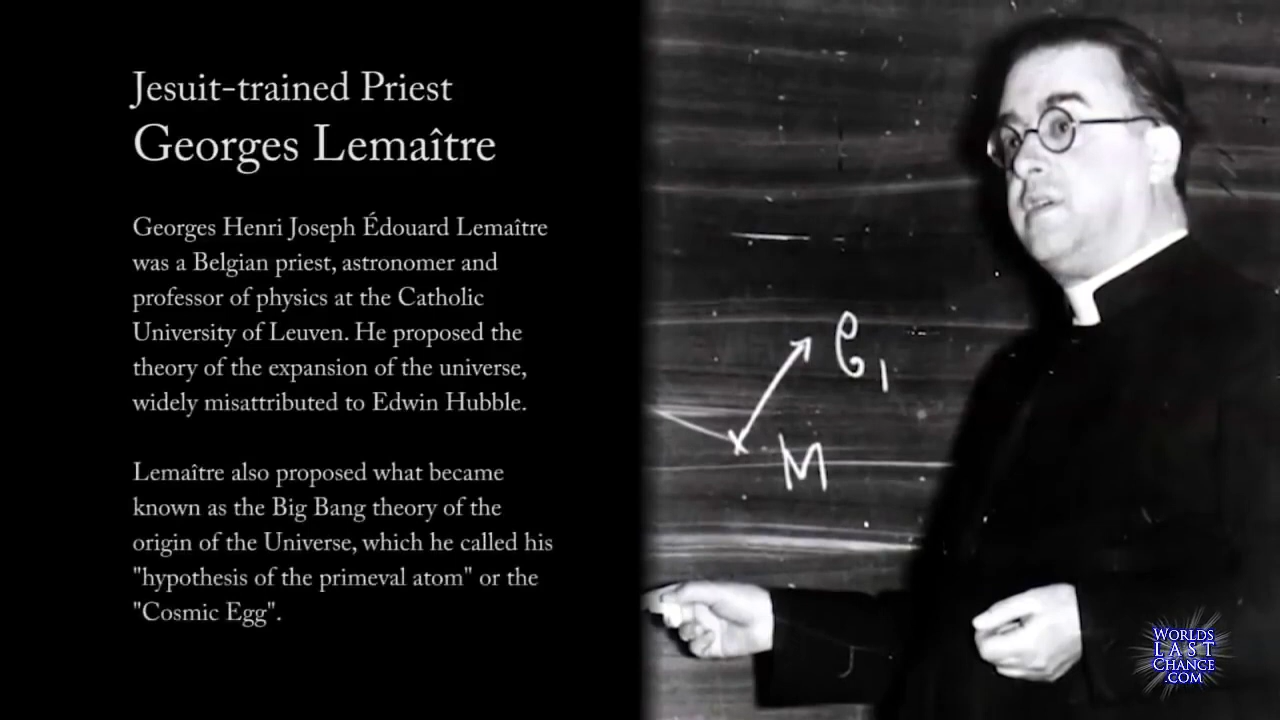 Jesuit-trained Priest
Georges Lemaître
Georges Henri Joseph Édouard Lemaître
was a Belgian priest, astronomer and
professor of physics at the Catholic
University of Leuven. He proposed the
theory of the expansion of the universe,
widely misattributed to Edwin Hubble.
Lemaître also proposed what became
known as the Big Bang theory of the
origin of the Universe, which he called his
"hypothesis of the primeval atom" or the
"Cosmic Egg".
M
WORLDS
LAST
CHANCE
.COM